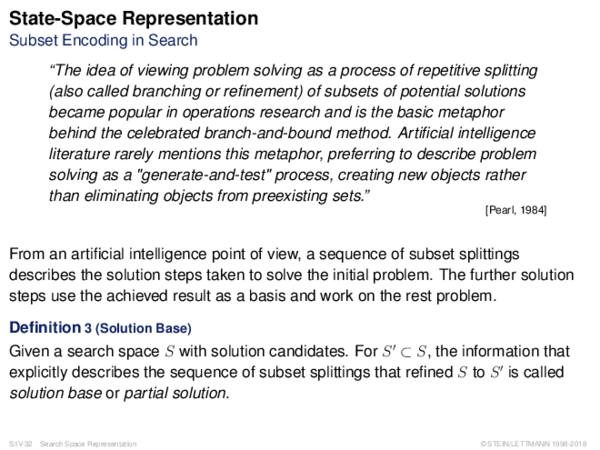 State-Space Representation
Subset Encoding in Search
“The idea of viewing problem solving as a process of repetitive splitting
(also called branching or refinement) of subsets of potential solutions
became popular in operations research and is the basic metaphor
behind the celebrated branch-and-bound method. Artificial intelligence
literature rarely mentions this metaphor, preferring to describe problem
solving as a "generate-and-test" process, creating new objects rather
than eliminating objects from preexisting sets.”
[Pearl, 1984]
From an artificial intelligence point of view, a sequence of subset splittings
describes the solution steps taken to solve the initial problem. The further solution
steps use the achieved result as a basis and work on the rest problem.
Definition 3 (Solution Base)
Given a search space S with solution candidates. For S′ ⊂ S, the information that
explicitly describes the sequence of subset splittings that refined S to S′ is called
solution base or partial solution.
S:IV-32 Search Space Representation ©STEIN/LETTMANN 1998-2018